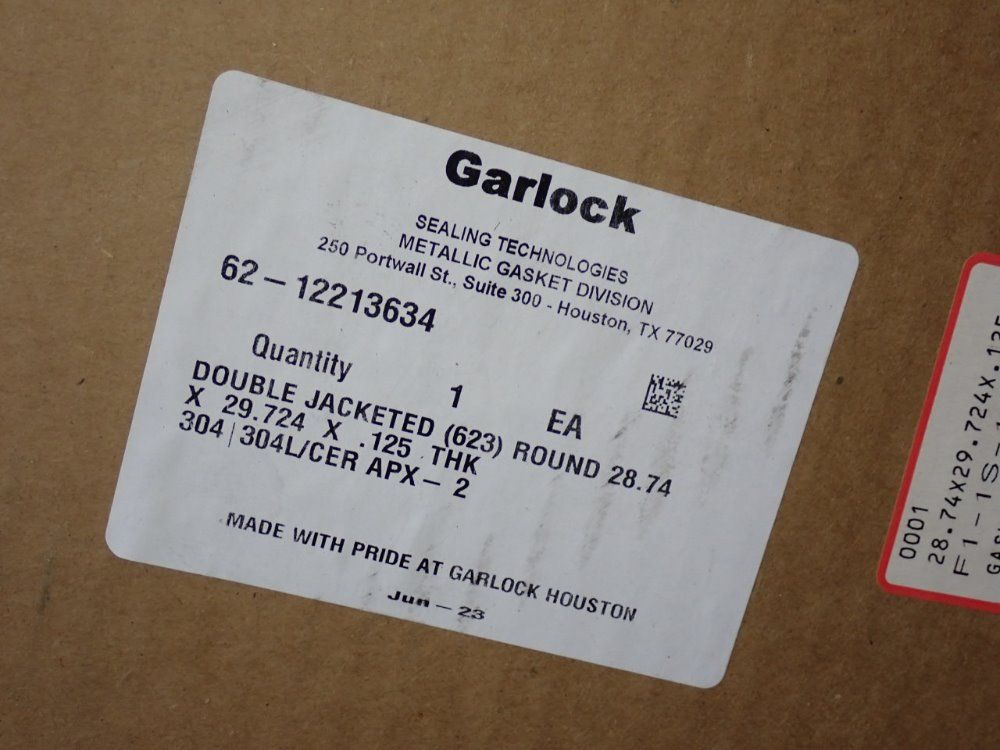 Garlock
SEALING TECHNOLOGIES
METALLIC GASKET DIVISION
250 Portwall St., Suite 300 - Houston, TX 77029
62 – 12213634
Quantity 1 EA
DOUBLE JACKETED (623) ROUND 28.74
X 29.724 X .125 THK
304|304L/CER APX – 2
MADE WITH PRIDE AT GARLOCK HOUSTON
Jun – 23
0001
28.74X29.724X.125